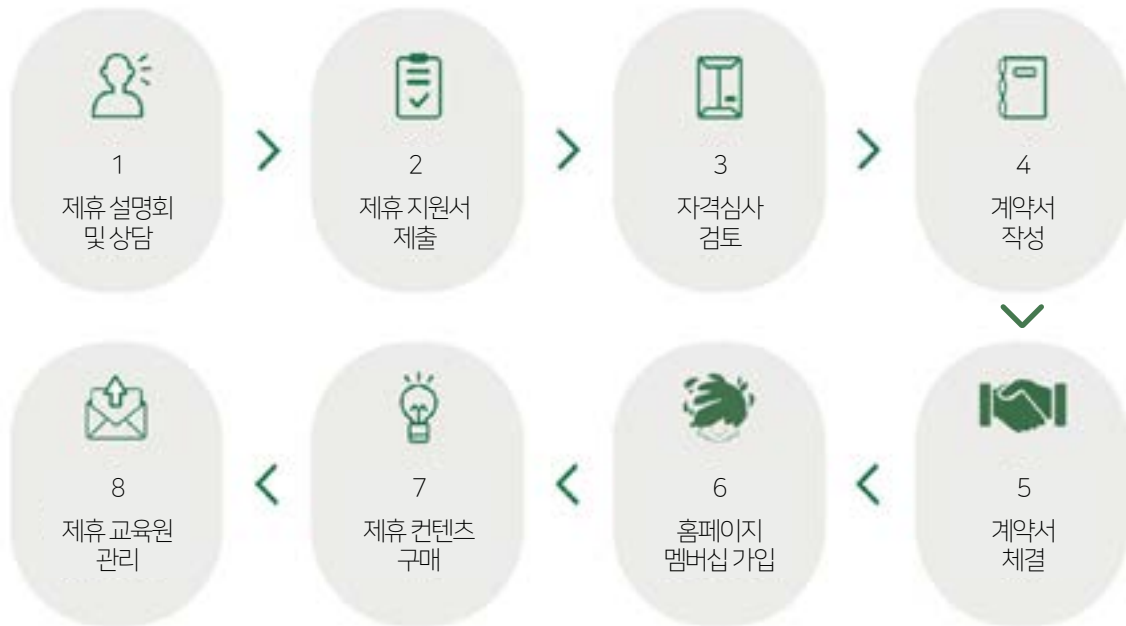 1
제휴 설명회
및 상담
2
제휴 지원서
제출
3
자격심사
검토
4
계약서
작성
5
계약서
체결
6
홈페이지
멤버십 가입
7
제휴 컨텐츠
구매
8
제휴 교육원
관리